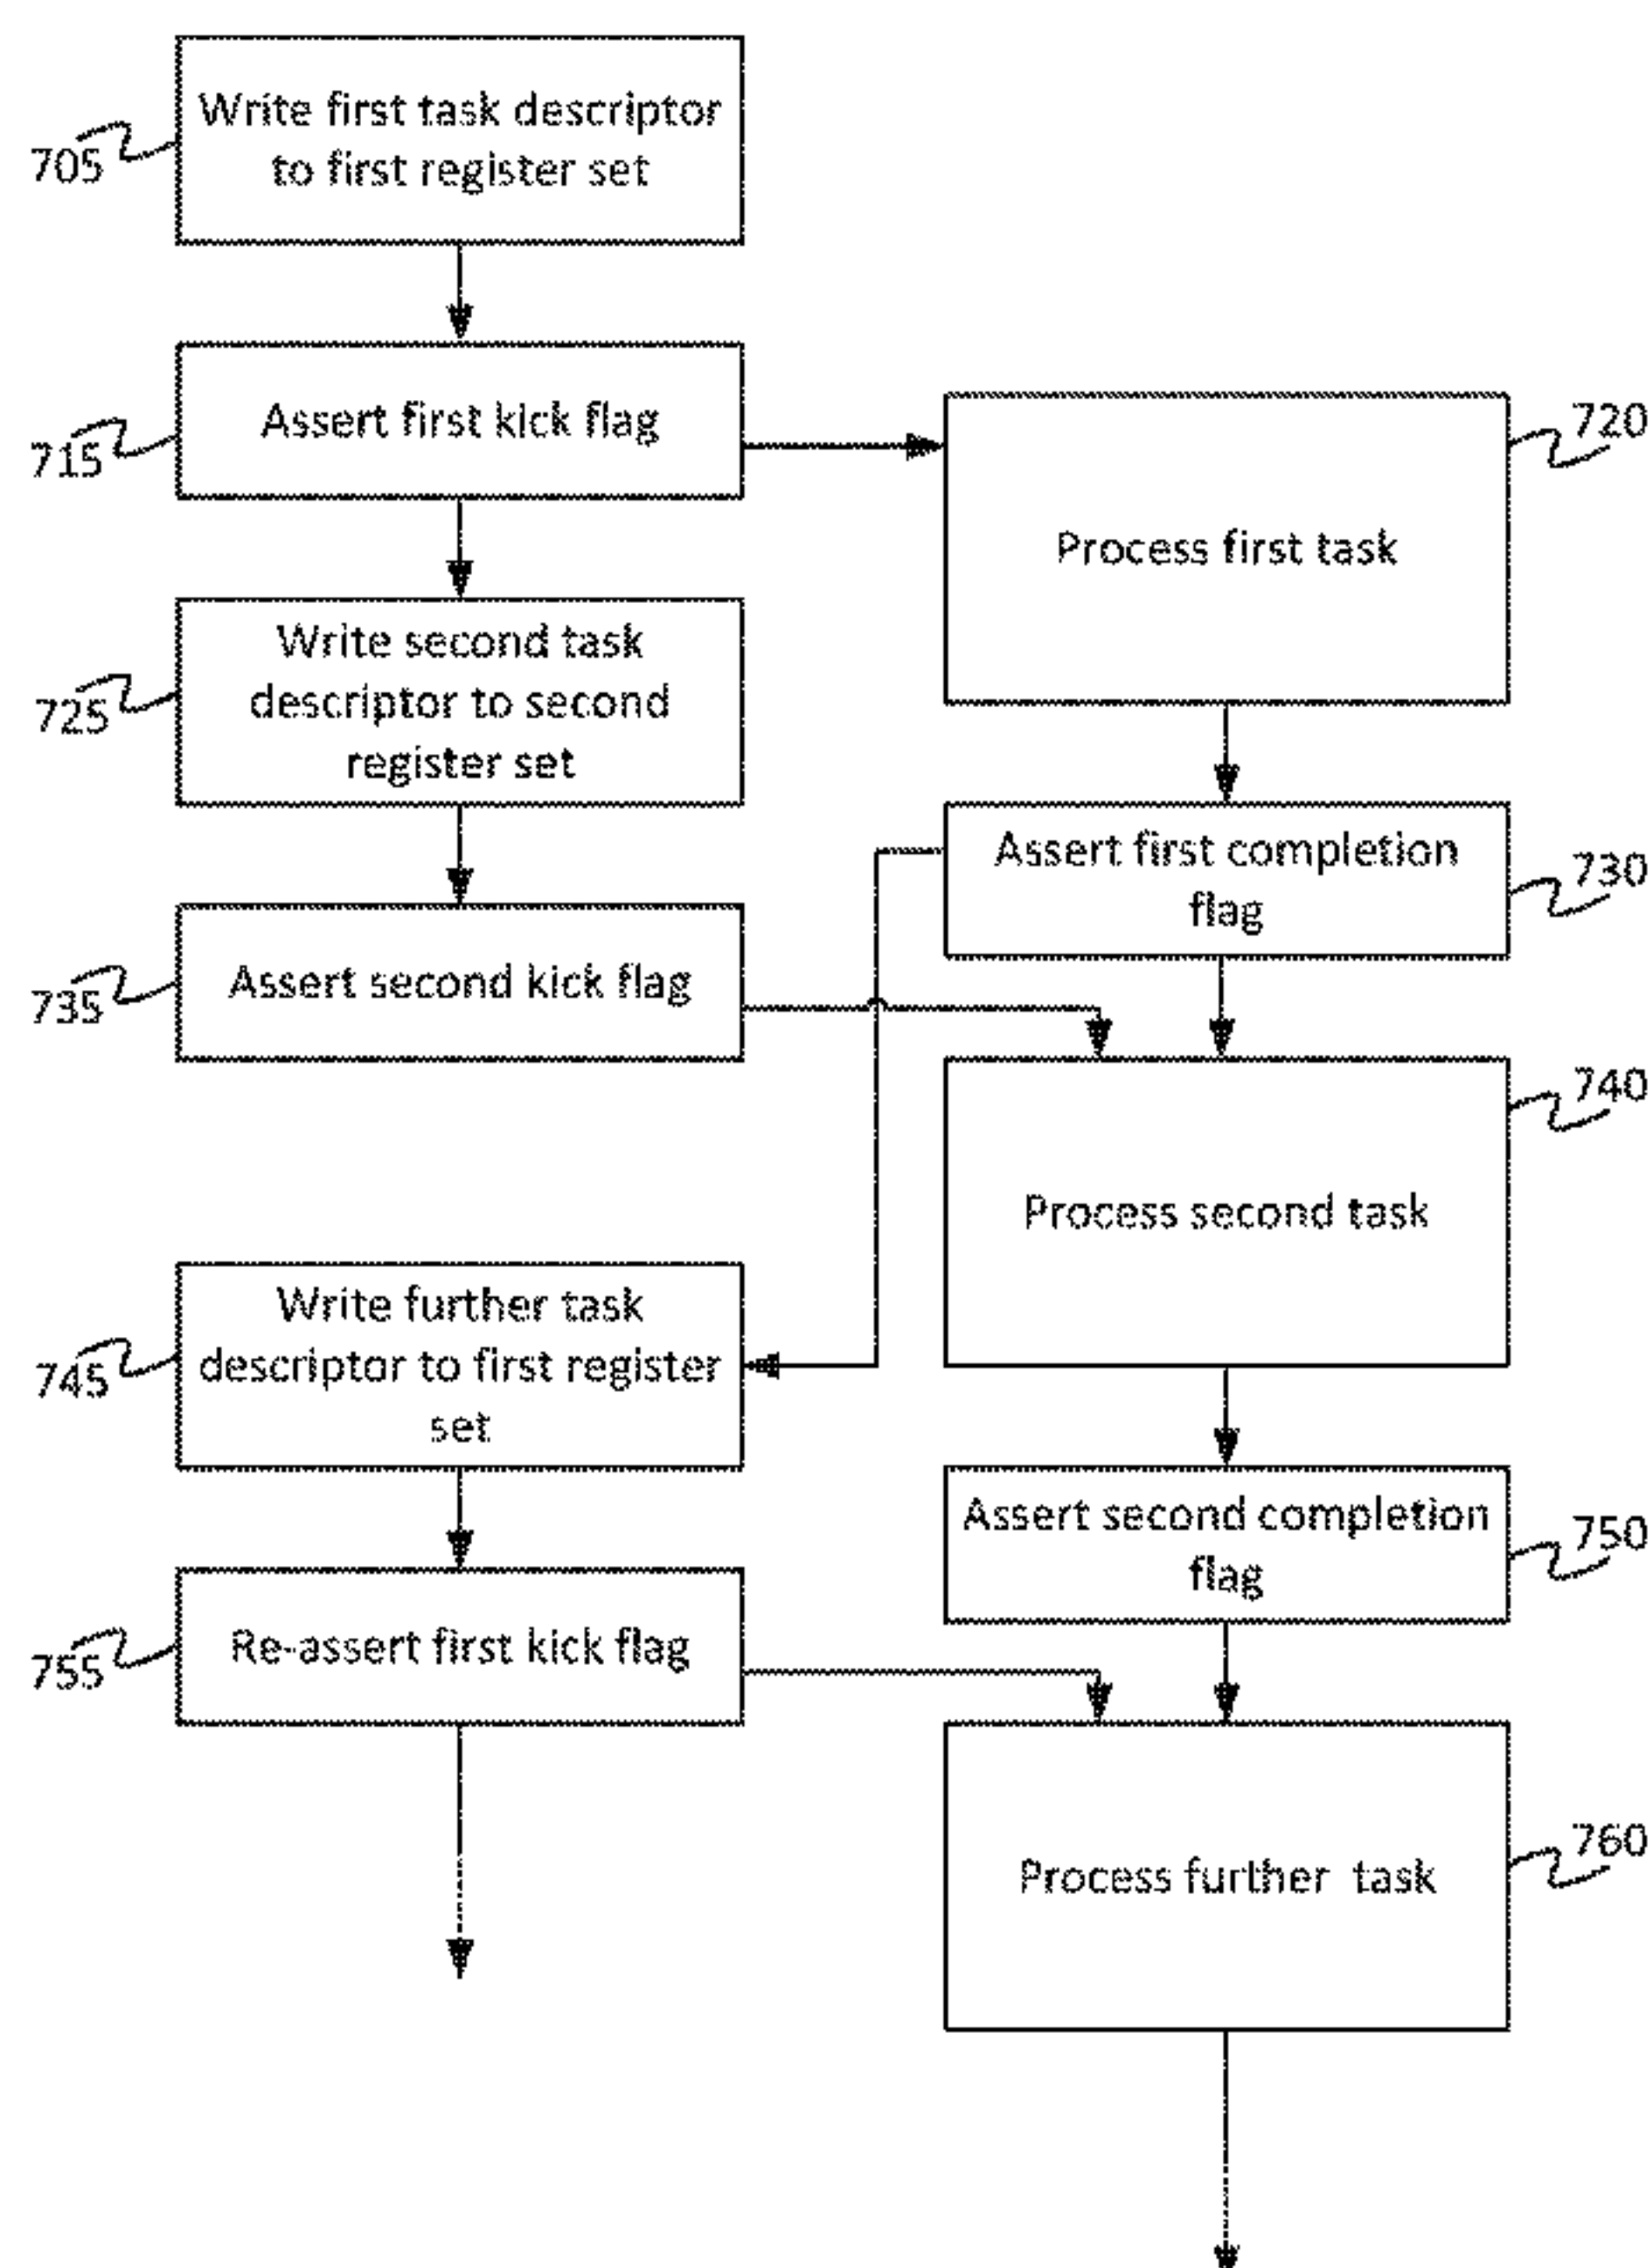 Write first task descriptor
to first register set
705
Assert first kick flag
715
720
Process first task
Write second task
descriptor to second
register set
725
Assert first completion
flag
730
Assert second kick flag
735
740
Process second task
Write further task
descriptor to first register
set
745
Assert second completion
flag
750
Re-assert first kick flag
755
760
Process further task